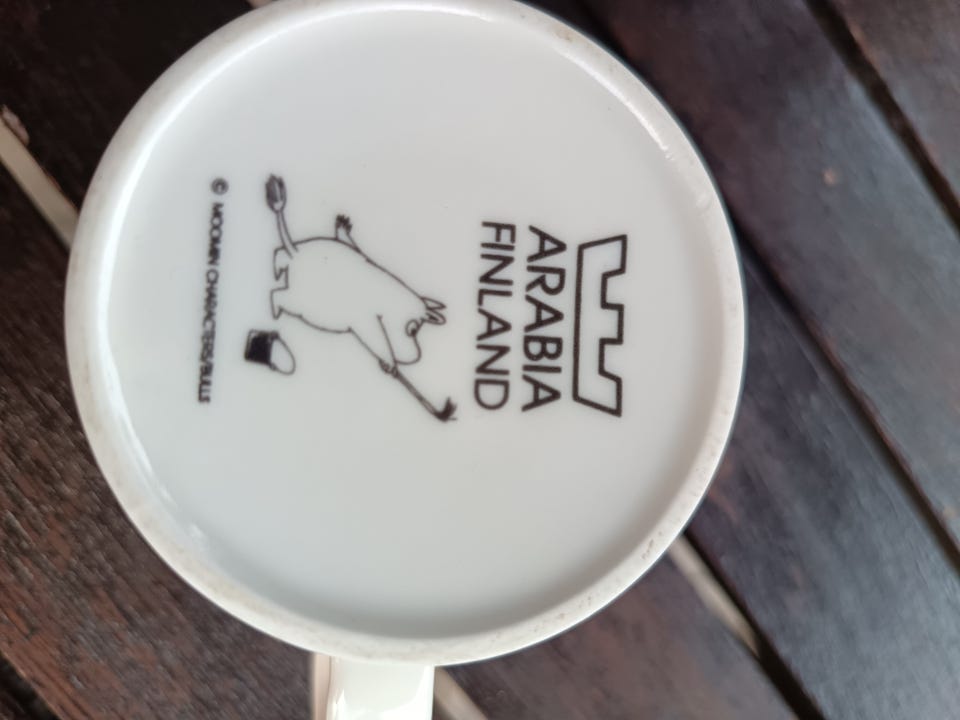 ARABIA
FINLAND
© MOOMIN CHARACTERS/BULLS